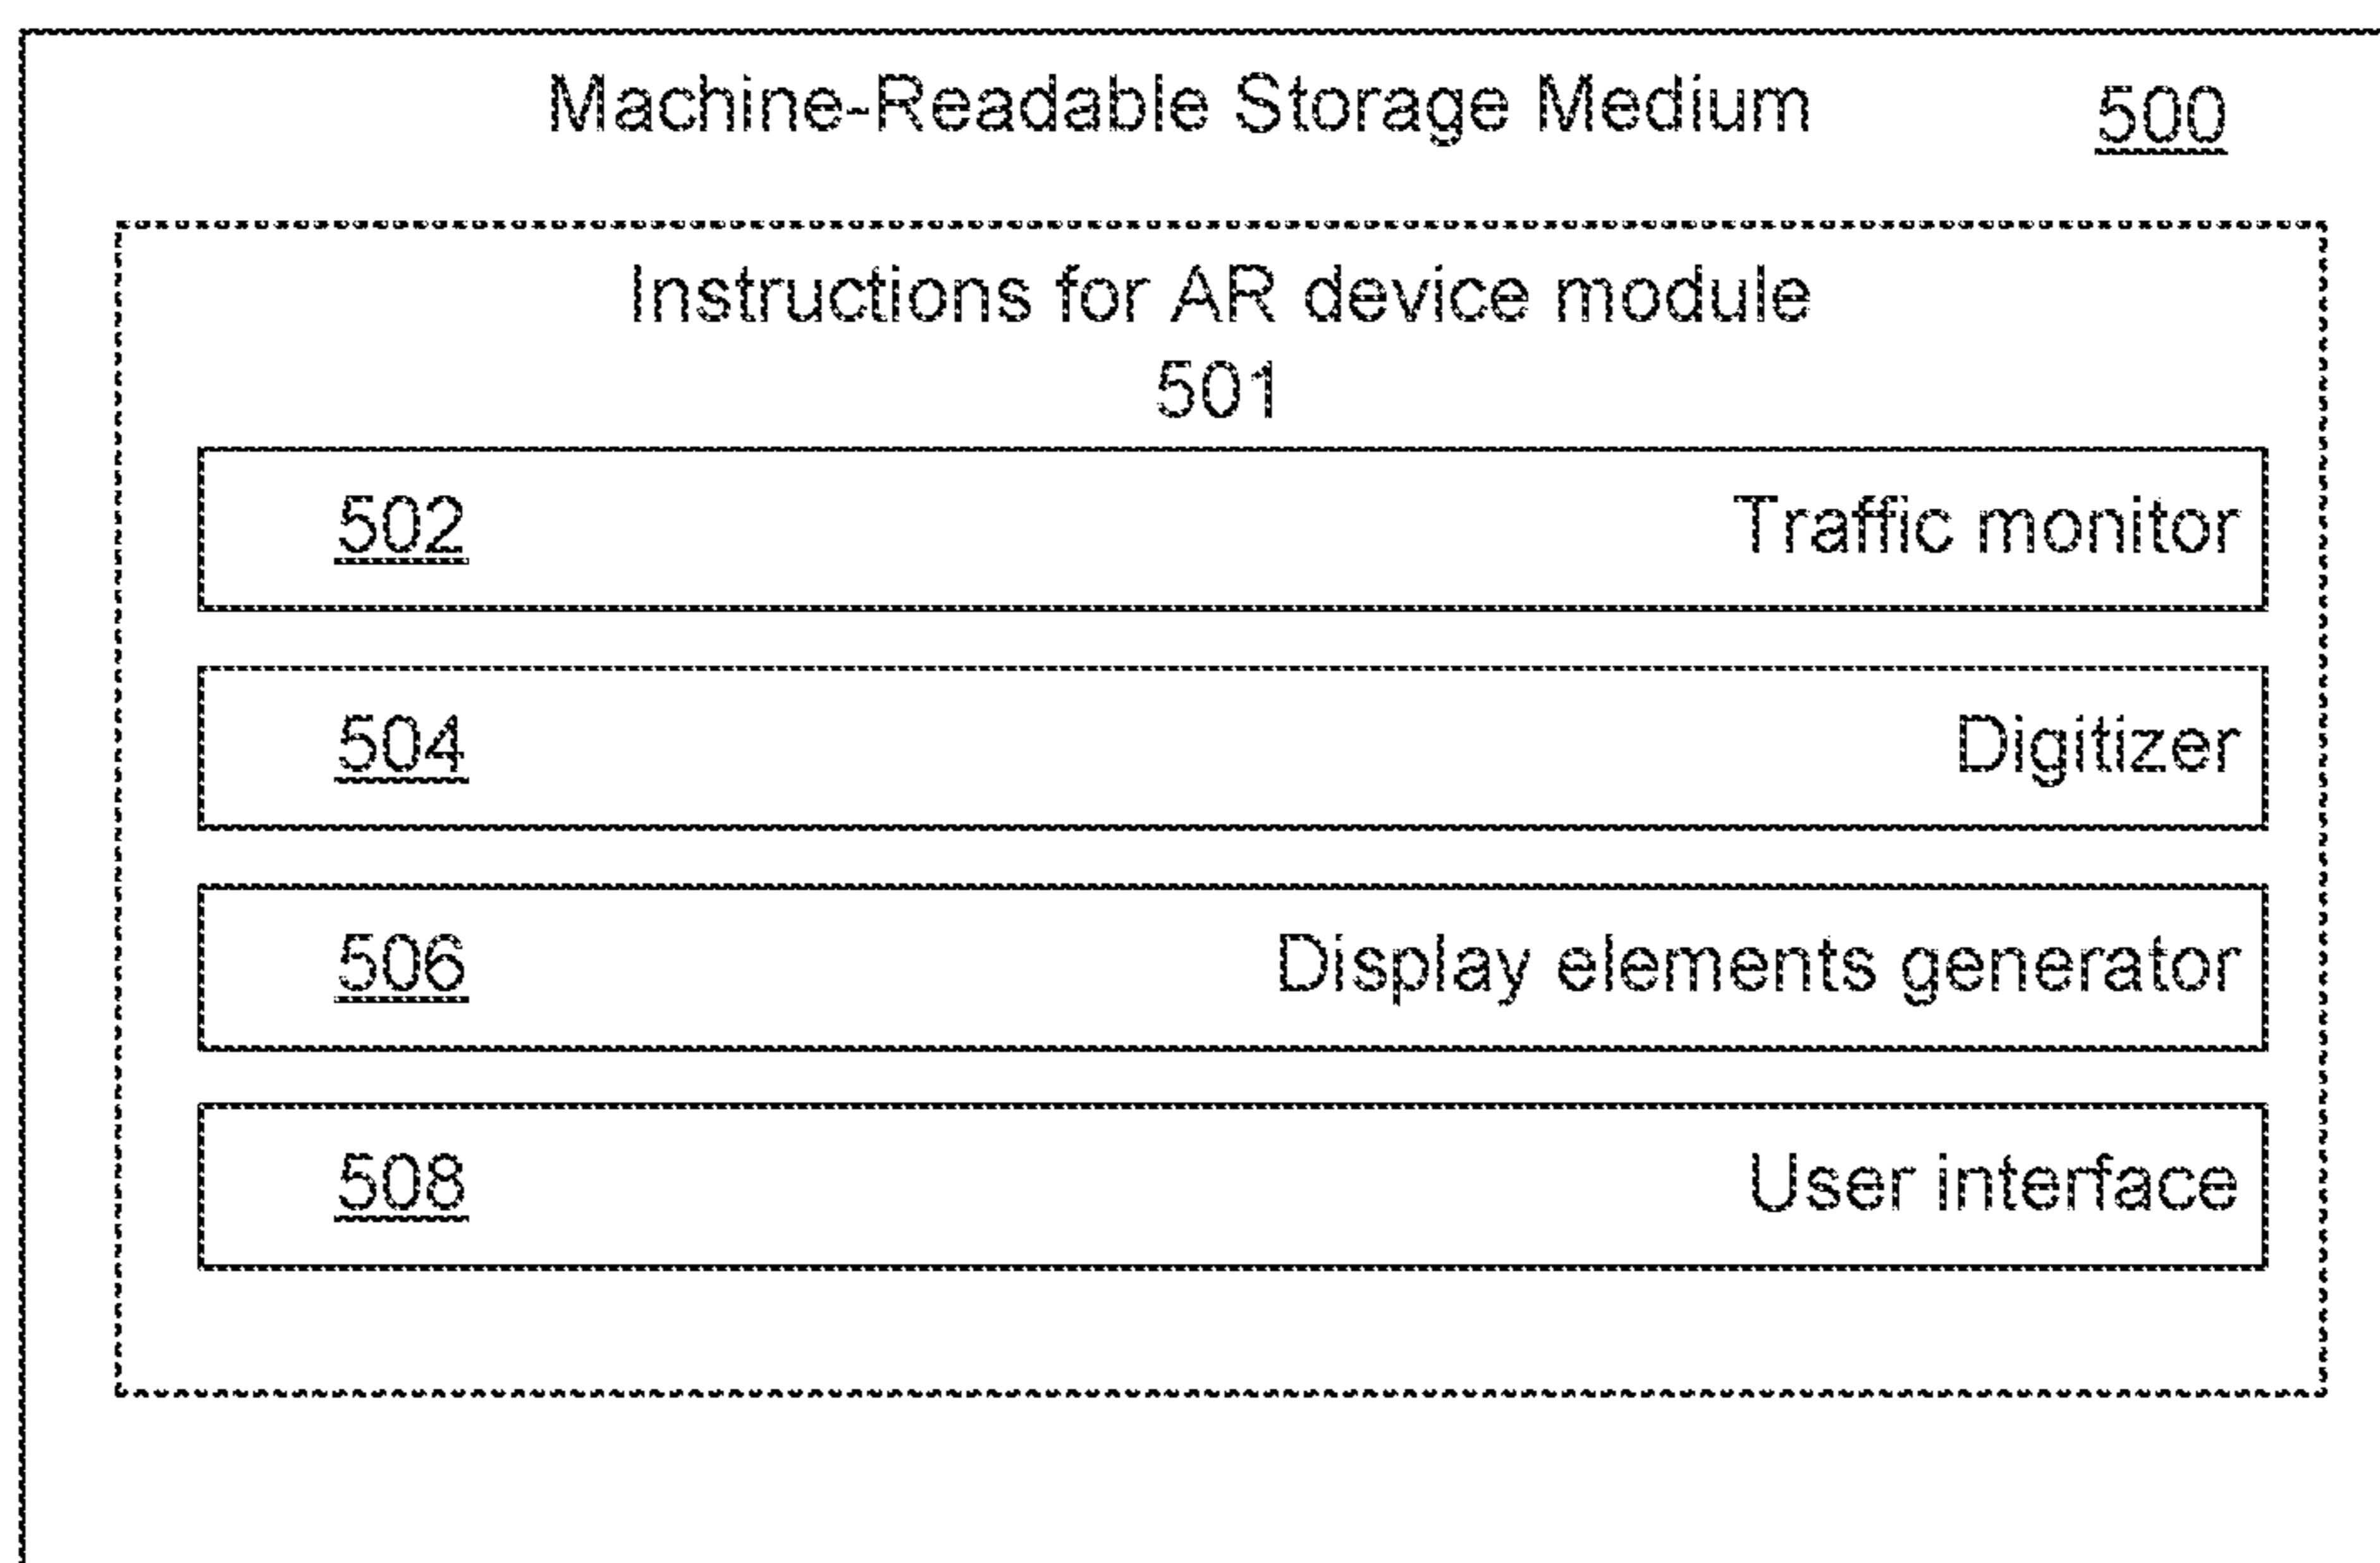 Machine-Readable Storage Medium 500
Instructions for AR device module
501
502 Traffic monitor
504 Digitizer
506 Display elements generator
508 User interface